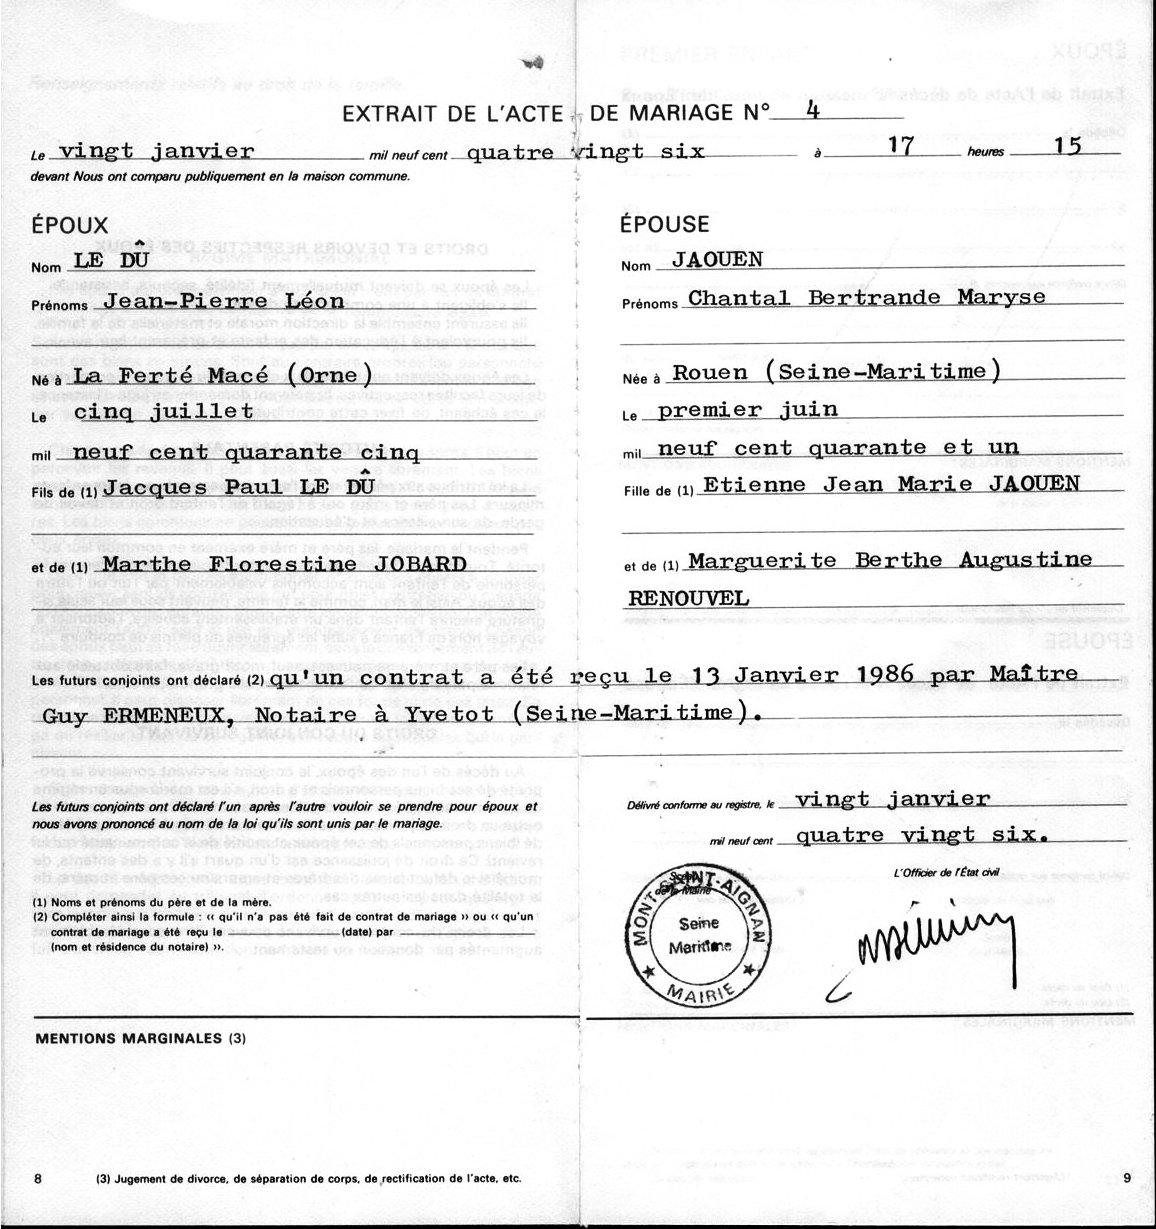 EXTRAIT DE L'ACTE DE MARIAGE N° 4
Le vingt janvier mil neuf cent quatre vingt six à 17 heures 15
devant Nous ont comparu publiquement en la maison commune.
ÉPOUX
Nom LE DÛ
Prénoms Jean-Pierre Léon
Né à La Ferté Macé (Orne)
Le cinq juillet
mil neuf cent quarante cinq
Fils de (1) Jacques Paul LE DÛ
et de (1) Marthe Florestine JOBARD
ÉPOUSE
Nom JAOUEN
Prénoms Chantal Bertrande Maryse
Née à Rouen (Seine-Maritime)
Le premier juin
mil neuf cent quarante et un
Fille de (1) Etienne Jean Marie JAOUEN
et de (1) Marguerite Berthe Augustine
RENOUVEL
Les futurs conjoints ont déclaré (2) qu'un contrat a été reçu le 13 Janvier 1986 par Maître
Guy ERMENEUX, Notaire à Yvetot (Seine-Maritime).
Les futurs conjoints ont déclaré l'un après l'autre vouloir se prendre pour époux et
nous avons prononcé au nom de la loi qu'ils sont unis par le mariage.
(1) Noms et prénoms du père et de la mère.
(2) Compléter ainsi la formule : « qu'il n'a pas été fait de contrat de mariage » ou « qu'un
contrat de mariage a été reçu le (date) par
(nom et résidence du notaire) ».
Délivré conforme au registre, le vingt janvier
mil neuf cent quatre vingt six.
L'Officier de l'État civil
Sceau
de la Mairie
MONT-SAINT-AIGNAN
Seine
Maritime
MAIRIE
MENTIONS MARGINALES (3)
8 (3) Jugement de divorce, de séparation de corps, de rectification de l'acte, etc.
9